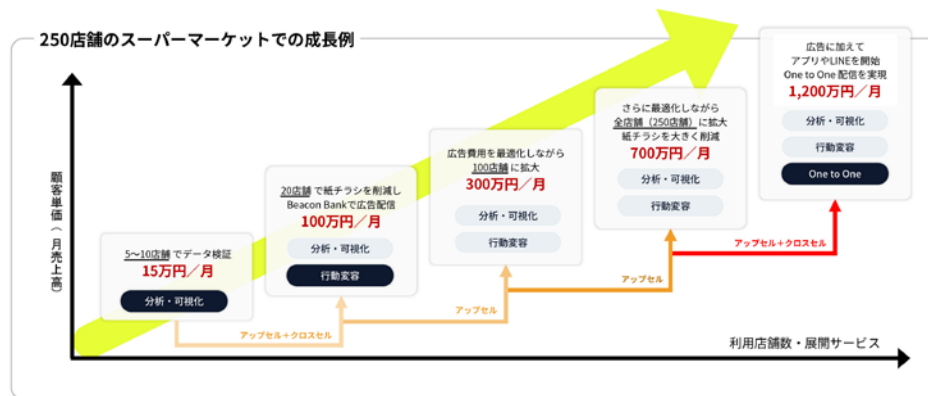 250店舗のスーパーマーケットでの成長例
顧客単価（月売上高）
5〜10店舗でデータ検証
15万円／月
分析・可視化
アップセル＋クロスセル
20店舗で紙チラシを削減し
Beacon Bankで広告配信
100万円／月
分析・可視化
行動変容
アップセル
広告費用を最適化しながら
100店舗に拡大
300万円／月
分析・可視化
行動変容
アップセル
さらに最適化しながら
全店舗（250店舗）に拡大
紙チラシを大きく削減
700万円／月
分析・可視化
行動変容
アップセル＋クロスセル
広告に加えて
アプリやLINEを開始
One to One 配信を実現
1,200万円／月
分析・可視化
行動変容
One to One
利用店舗数・展開サービス